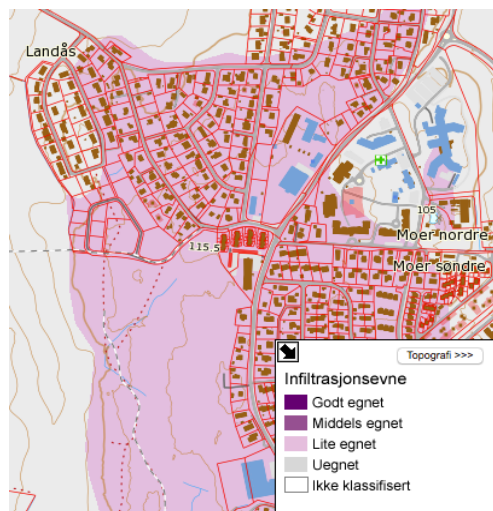 Landås
105
Moer nordre
115.5
Moer søndre
Topografi >>>
Infiltrasjonsevne
Godt egnet
Middels egnet
Lite egnet
Uegnet
Ikke klassifisert